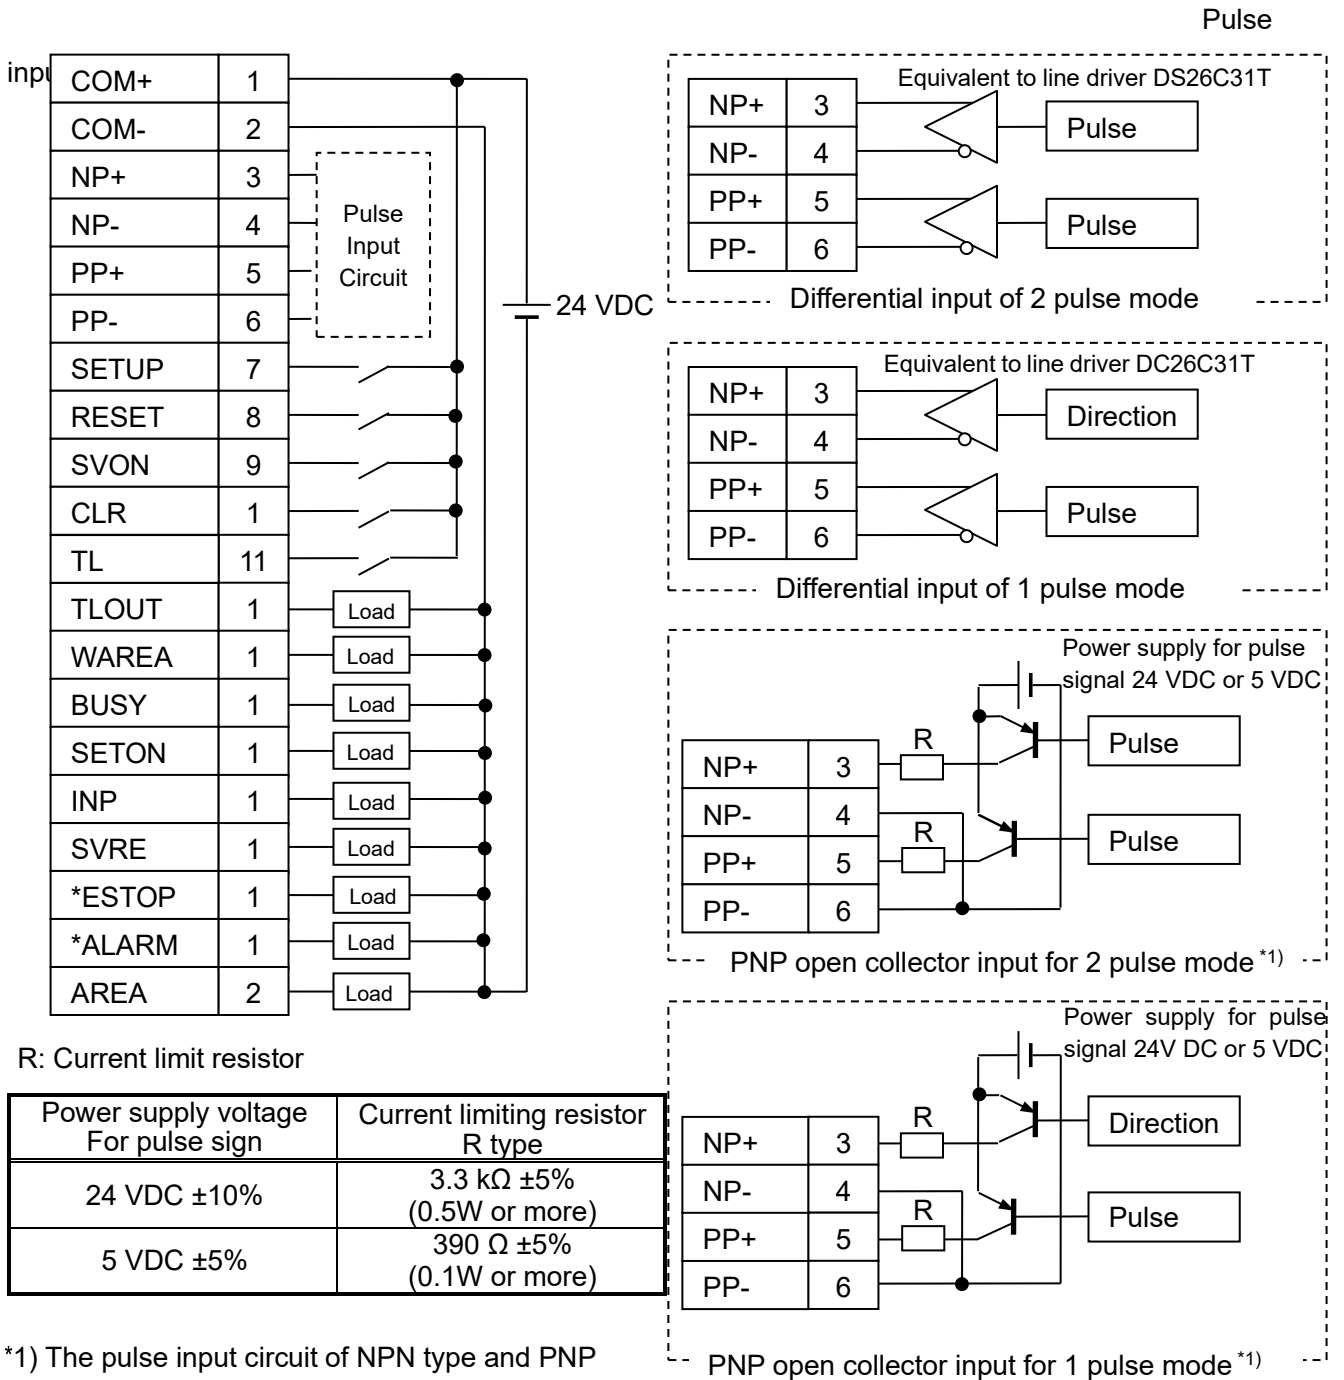 Pulse
inpu
COM+ 1
COM- 2
NP+ 3
NP- 4
PP+ 5
PP- 6
SETUP 7
RESET 8
SVON 9
CLR 1
TL 11
TLOUT 1
WAREA 1
BUSY 1
SETON 1
INP 1
SVRE 1
*ESTOP 1
*ALARM 1
AREA 2
Pulse
Input
Circuit
24 VDC
Load
Load
Load
Load
Load
Load
Load
Load
Load
R: Current limit resistor
Power supply voltage
For pulse sign
Current limiting resistor
R type
24 VDC ±10%
3.3 kΩ ±5%
(0.5W or more)
5 VDC ±5%
390 Ω ±5%
(0.1W or more)
*1) The pulse input circuit of NPN type and PNP
Equivalent to line driver DS26C31T
NP+ 3
NP- 4
PP+ 5
PP- 6
Pulse
Pulse
Differential input of 2 pulse mode
Equivalent to line driver DC26C31T
NP+ 3
NP- 4
PP+ 5
PP- 6
Direction
Pulse
Differential input of 1 pulse mode
Power supply for pulse
signal 24 VDC or 5 VDC
NP+ 3
NP- 4
PP+ 5
PP- 6
R
R
Pulse
Pulse
PNP open collector input for 2 pulse mode *1)
Power supply for pulse
signal 24V DC or 5 VDC
NP+ 3
NP- 4
PP+ 5
PP- 6
R
R
Direction
Pulse
PNP open collector input for 1 pulse mode *1)